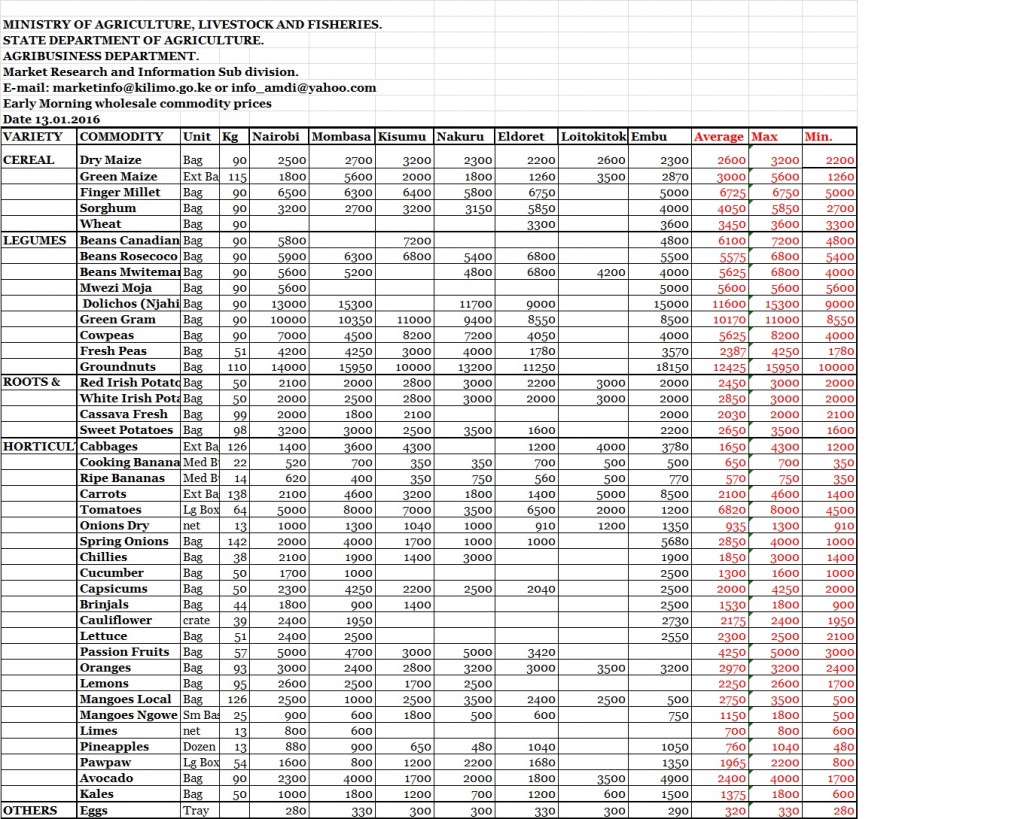 MINISTRY OF AGRICULTURE, LIVESTOCK AND FISHERIES.
STATE DEPARTMENT OF AGRICULTURE.
AGRIBUSINESS DEPARTMENT.
Market Research and Information Sub division.
E-mail: marketinfo@kilimo.go.ke or info_amdi@yahoo.com
Early Morning wholesale commodity prices
Date 13.01.2016
VARIETY COMMODITY Unit Kg Nairobi Mombasa Kisumu Nakuru Eldoret Loitokitok Embu Average Max Min.
CEREAL Dry Maize Bag 90 2500 2700 3200 2300 2200 2600 2300 2600 3200 2200
Green Maize Ext Ba 115 1800 5600 2000 1800 1260 3500 2870 3000 5600 1260
Finger Millet Bag 90 6500 6300 6400 5800 6750 5000 6725 6750 5000
Sorghum Bag 90 3200 2700 3200 3150 5850 4000 4050 5850 2700
Wheat Bag 90 3300 3600 3450 3600 3300
LEGUMES Beans Canadian Bag 90 5800 7200 4800 6100 7200 4800
Beans Rosecoco Bag 90 5900 6300 6800 5400 6800 5500 5575 6800 5400
Beans Mwitemar Bag 90 5600 5200 4800 6800 4200 4000 5625 6800 4000
Mwezi Moja Bag 90 5600 5000 5600 5600 5600
Dolichos (Njahi Bag 90 13000 15300 11700 9000 15000 11600 15300 9000
Green Gram Bag 90 10000 10350 11000 9400 8550 8500 10170 11000 8550
Cowpeas Bag 90 7000 4500 8200 7200 4050 4000 5625 8200 4000
Fresh Peas Bag 51 4200 4250 3000 4000 1780 3570 2387 4250 1780
Groundnuts Bag 110 14000 15950 10000 13200 11250 18150 12425 15950 10000
ROOTS & Red Irish Potato Bag 50 2100 2000 2800 3000 2200 3000 2000 2450 3000 2000
White Irish Pota Bag 50 2000 2500 2800 3000 2000 3000 2000 2850 3000 2000
Cassava Fresh Bag 99 2000 1800 2100 2000 2030 2000 2100
Sweet Potatoes Bag 98 3200 3000 2500 3500 1600 2200 2650 3500 1600
HORTICULT Cabbages Ext Ba 126 1400 3600 4300 1200 4000 3780 1650 4300 1200
Cooking Banana Med B 22 520 700 350 350 700 500 500 650 700 350
Ripe Bananas Med B 14 620 400 350 750 560 500 770 570 750 350
Carrots Ext Ba 138 2100 4600 3200 1800 1400 5000 8500 2100 4600 1400
Tomatoes Lg Box 64 5000 8000 7000 3500 6500 2000 1200 6820 8000 4500
Onions Dry net 13 1000 1300 1040 1000 910 1200 1350 935 1300 910
Spring Onions Bag 142 2000 4000 1700 1000 1000 5680 2850 4000 1000
Chillies Bag 38 2100 1900 1400 3000 1900 1850 3000 1400
Cucumber Bag 50 1700 1000 2500 1300 1600 1000
Capsicums Bag 50 2300 4250 2200 2500 2040 2500 2000 4250 2000
Brinjals Bag 44 1800 900 1400 2500 1530 1800 900
Cauliflower crate 39 2400 1950 2730 2175 2400 1950
Lettuce Bag 51 2400 2500 2550 2300 2500 2100
Passion Fruits Bag 57 5000 4700 3000 5000 3420 4250 5000 3000
Oranges Bag 93 3000 2400 2800 3200 3000 3500 3200 2970 3200 2400
Lemons Bag 95 2600 2500 1700 2500 2250 2600 1700
Mangoes Local Bag 126 2500 1000 2500 3500 2400 2500 500 2750 3500 500
Mangoes Ngowe Sm Bas 25 900 600 1800 500 600 750 1150 1800 500
Limes net 13 800 600 700 800 600
Pineapples Dozen 13 880 900 650 480 1040 1050 760 1040 480
Pawpaw Lg Box 54 1600 800 1200 2200 1680 1350 1965 2200 800
Avocado Bag 90 2300 4000 1700 2000 1800 3500 4900 2400 4000 1700
Kales Bag 50 1000 1800 1200 700 1200 600 1500 1375 1800 600
OTHERS Eggs Tray 280 330 300 300 330 300 290 320 330 280